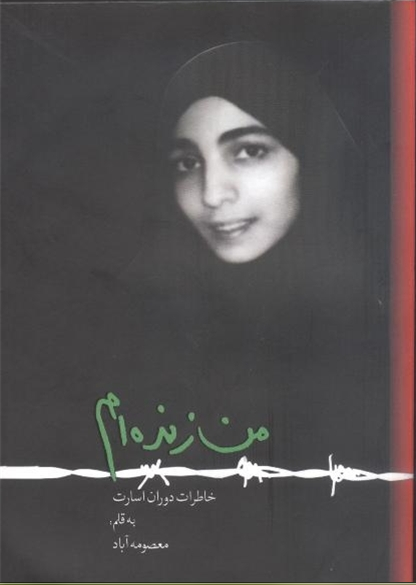 من زنده‌ام
خاطرات دوران اسارت
به قلم:
معصومه آباد